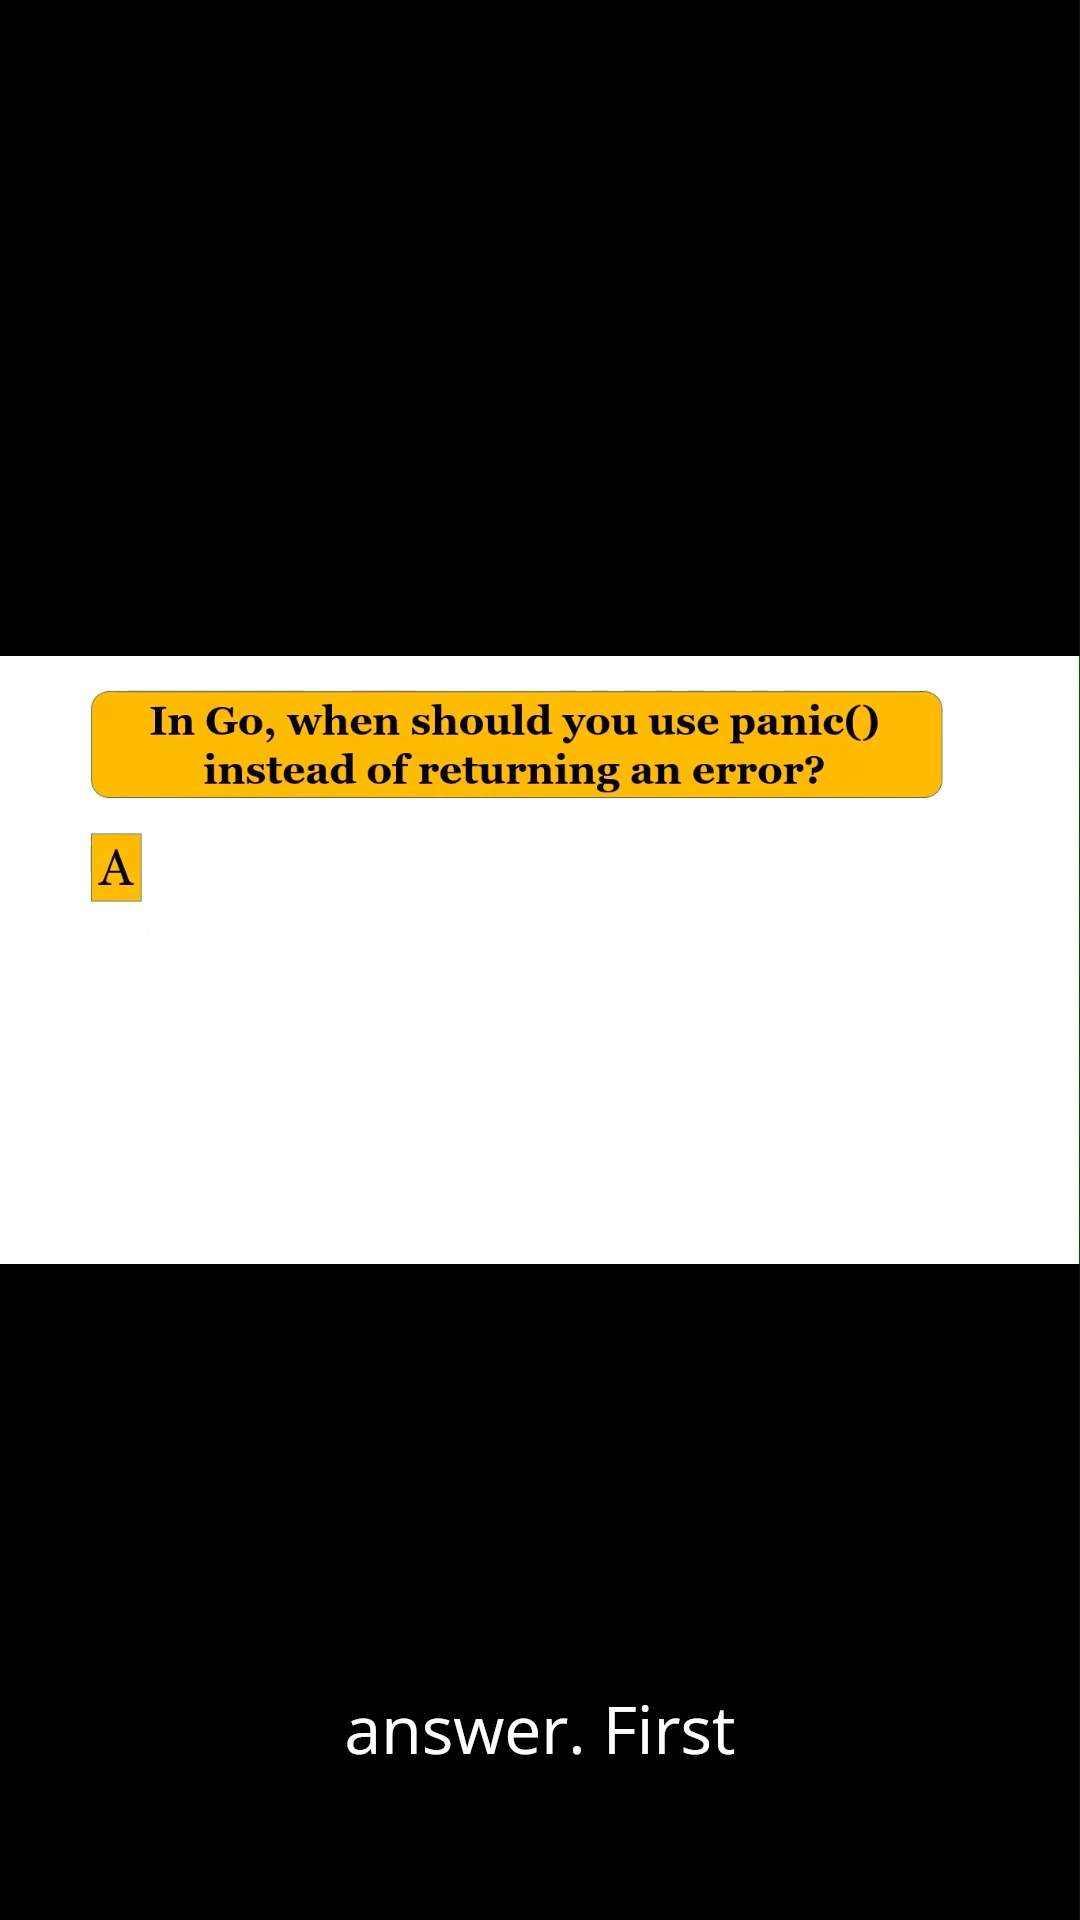 In Go, when should you use panic()
instead of returning an error?
A
answer. First